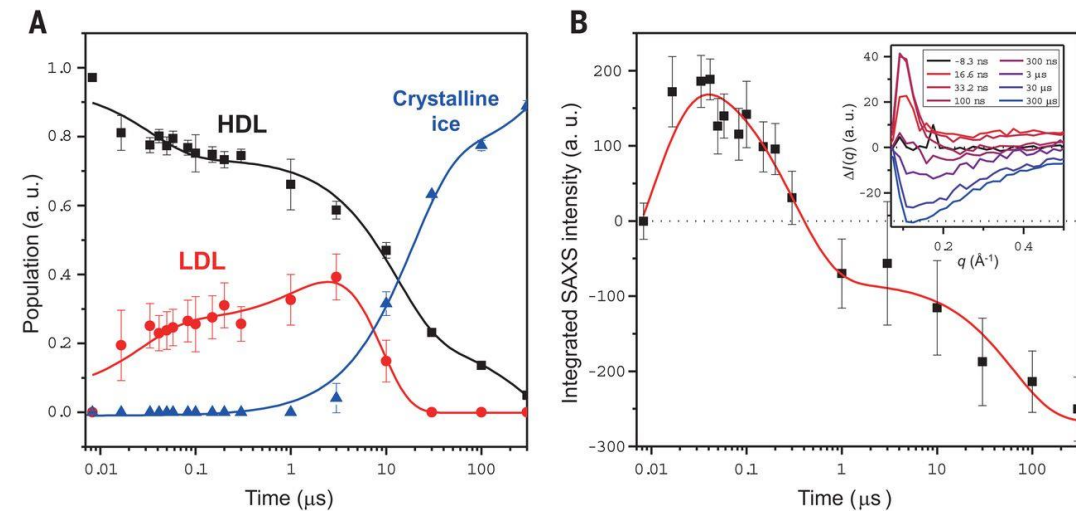 A
Population (a. u.)
1.0
0.8
0.6
0.4
0.2
0.0
HDL
LDL
Crystalline
ice
0.01
0.1
1
10
100
Time (μs)
B
Integrated SAXS intensity (a. u.)
200
100
0
-100
-200
-300
0.01
0.1
1
10
100
Time (μs )
ΔI(q) (a. u.)
40
20
0
-20
-8.3 ns
300 ns
16.6 ns
3 μs
33.2 ns
30 μs
100 ns
300 μs
0.2
0.4
q (Å-1)